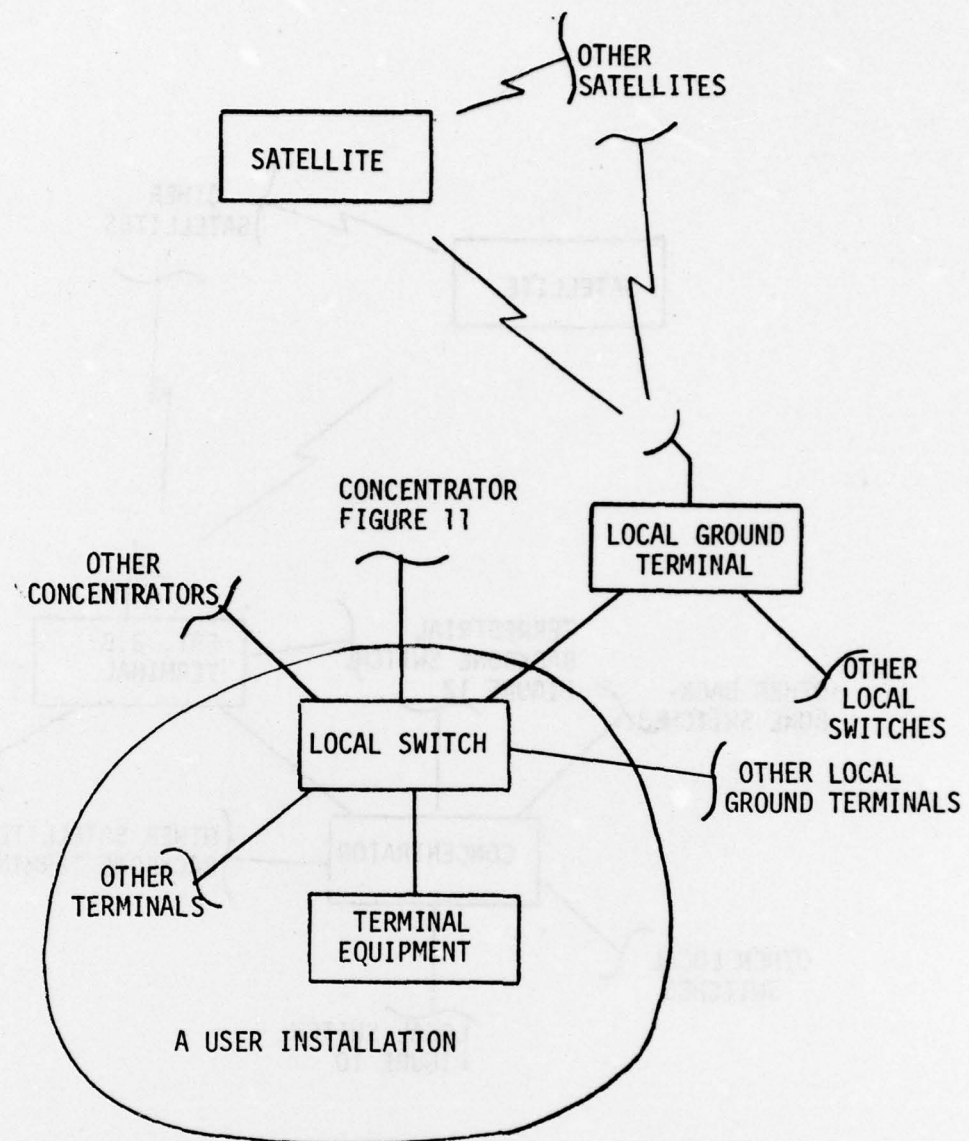 OTHER
SATELLITES
SATELLITE
CONCENTRATOR
FIGURE 11
LOCAL GROUND
TERMINAL
OTHER
CONCENTRATORS
OTHER
LOCAL
SWITCHES
LOCAL SWITCH
OTHER LOCAL
GROUND TERMINALS
OTHER
TERMINALS
TERMINAL
EQUIPMENT
A USER INSTALLATION